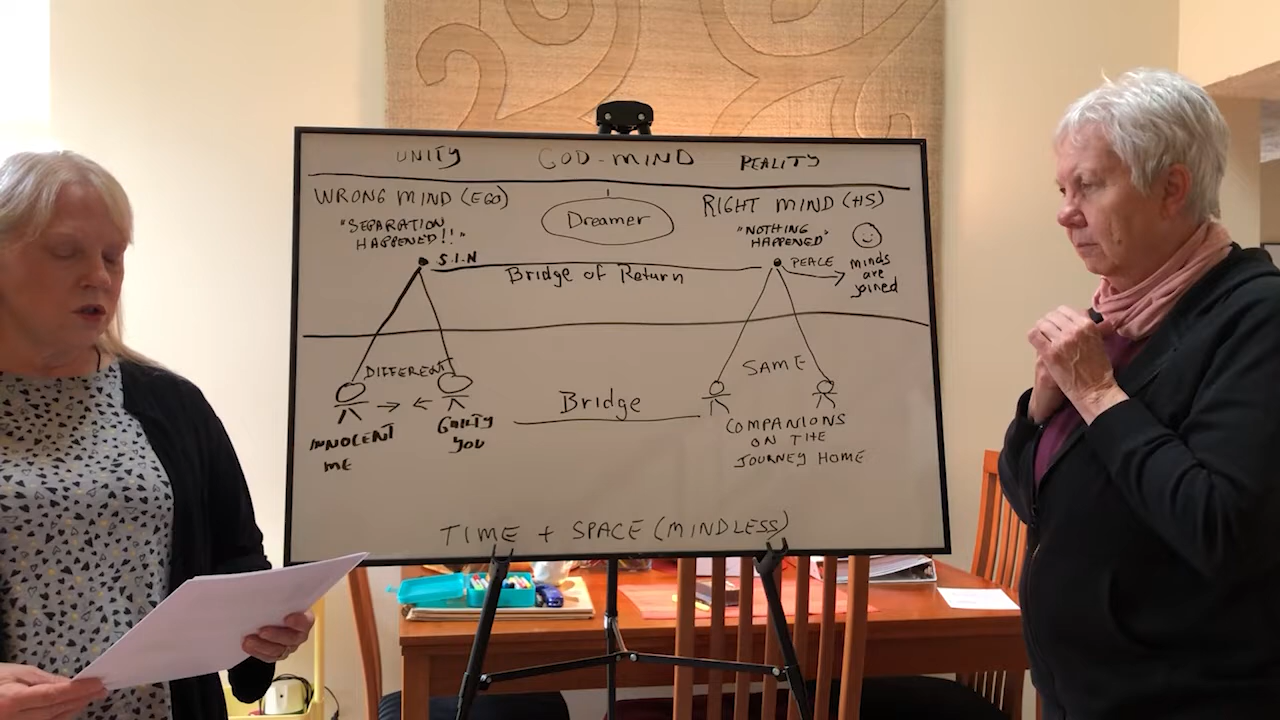 UNITY GOD-MIND REALITY
WRONG MIND (EGO)
"SEPARATION
HAPPENED!!"
S.I.N
Dreamer
RIGHT MIND (HS)
"NOTHING
HAPPENED"
PEACE
minds
are
joined
Bridge of Return
DIFFERENT
INNOCENT
ME
GUILTY
YOU
Bridge
SAME
COMPANIONS
ON THE
JOURNEY HOME
TIME + SPACE (MINDLESS)